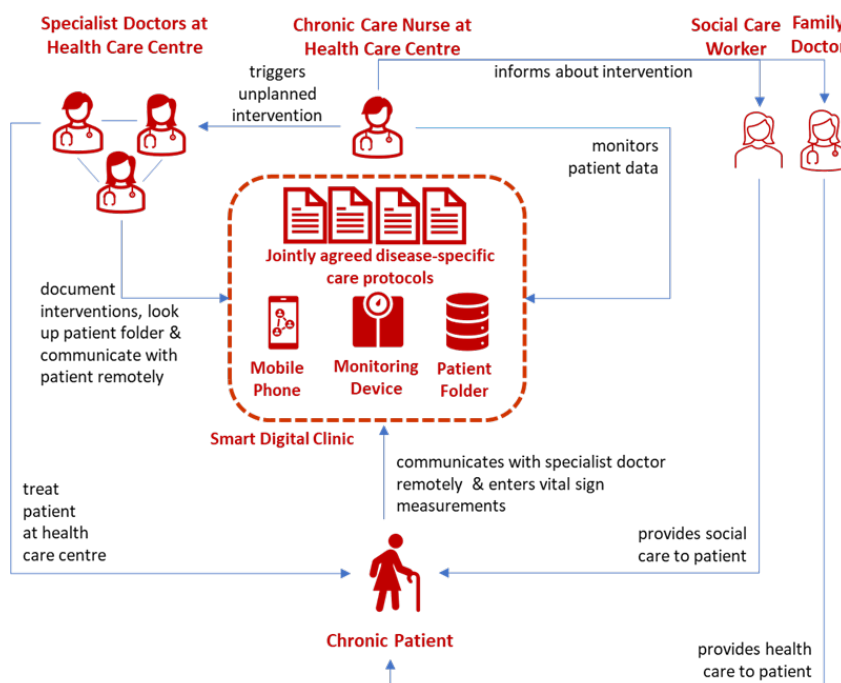 Specialist Doctors at
Health Care Centre
Chronic Care Nurse at
Health Care Centre
Social Care
Worker
Family
Doctor
triggers
unplanned
intervention
informs about intervention
monitors
patient data
Jointly agreed disease-specific
care protocols
document
interventions, look
up patient folder &
communicate with
patient remotely
Mobile
Phone
Monitoring
Device
Patient
Folder
Smart Digital Clinic
communicates with specialist doctor
remotely & enters vital sign
measurements
treat
patient
at health
care centre
provides social
care to patient
Chronic Patient
provides health
care to patient